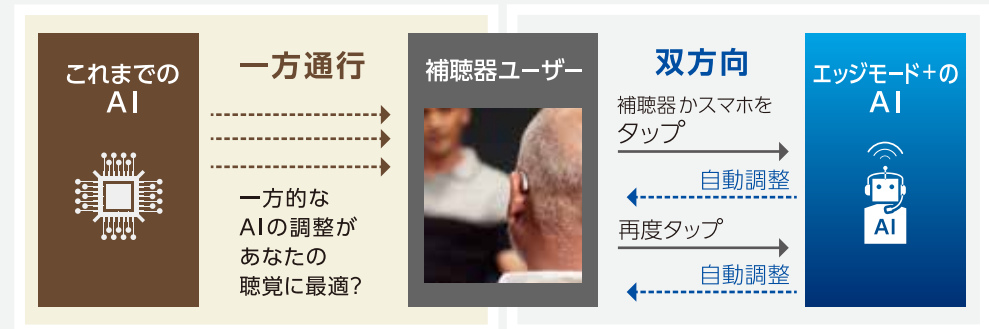 これまでの
AI
一方通行
一方的な
AIの調整が
あなたの
聴覚に最適?
補聴器ユーザー
双方向
補聴器かスマホを
タップ
自動調整
再度タップ
自動調整
エッジモード+の
AI
AI